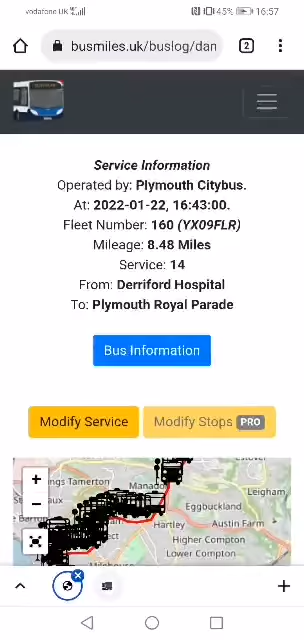 vodafone UK 45% 16:57
busmiles.uk/buslog/dan 2
Service Information
Operated by: Plymouth Citybus.
At: 2022-01-22, 16:43:00.
Fleet Number: 160 (YX09FLR)
Mileage: 8.48 Miles
Service: 14
From: Derriford Hospital
To: Plymouth Royal Parade
Bus Information
Modify Service
Modify Stops PRO
+
−
ngs Tamerton
Manado
Leigham
Eggbuckland
Hartley
Austin Farm
Higher Compton
Lower Compton